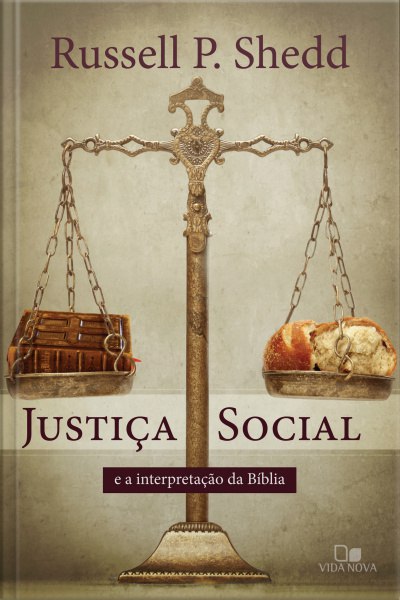 Russell P. Shedd
Justiça Social
e a interpretação da Bíblia
VIDA NOVA